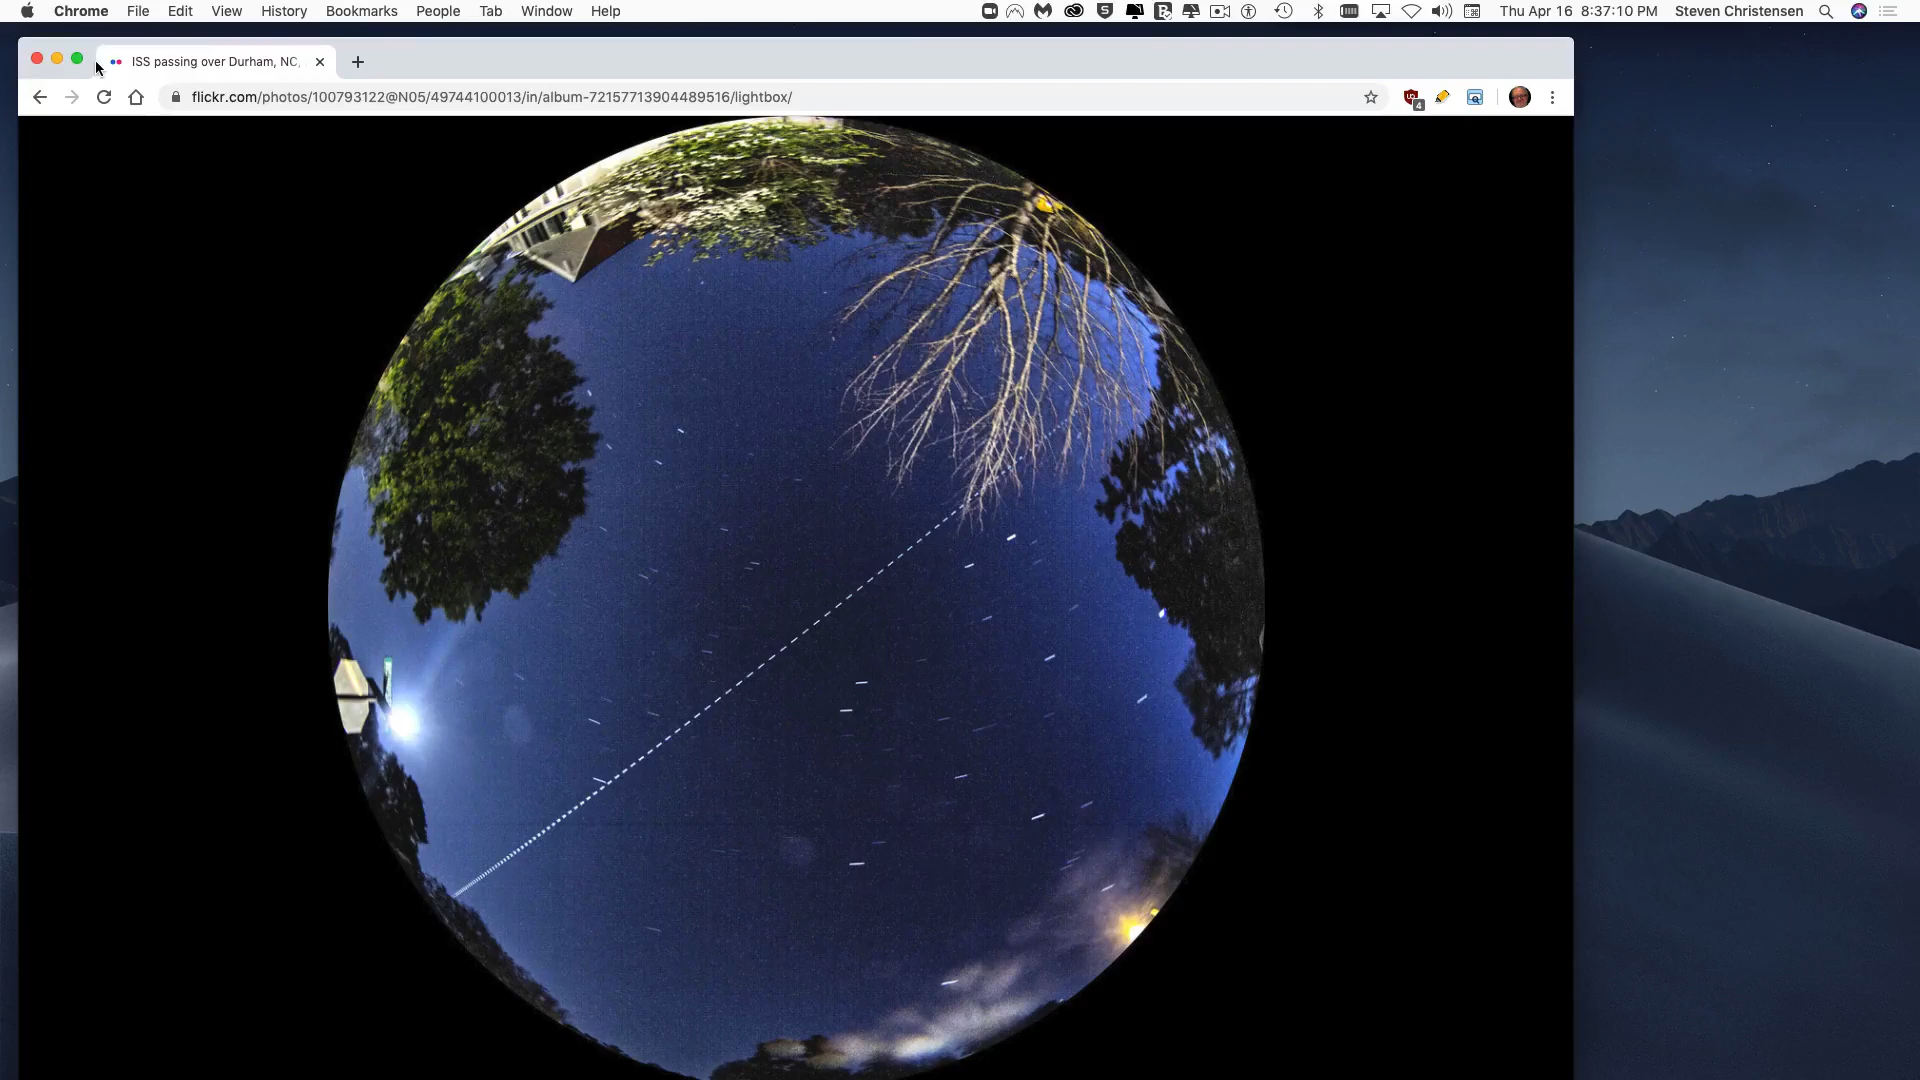 Chrome File Edit View History Bookmarks People Tab Window Help Thu Apr 16 8:37:10 PM Steven Christensen
ISS passing over Durham, NC,
flickr.com/photos/100793122@N05/49744100013/in/album-72157713904489516/lightbox/
4